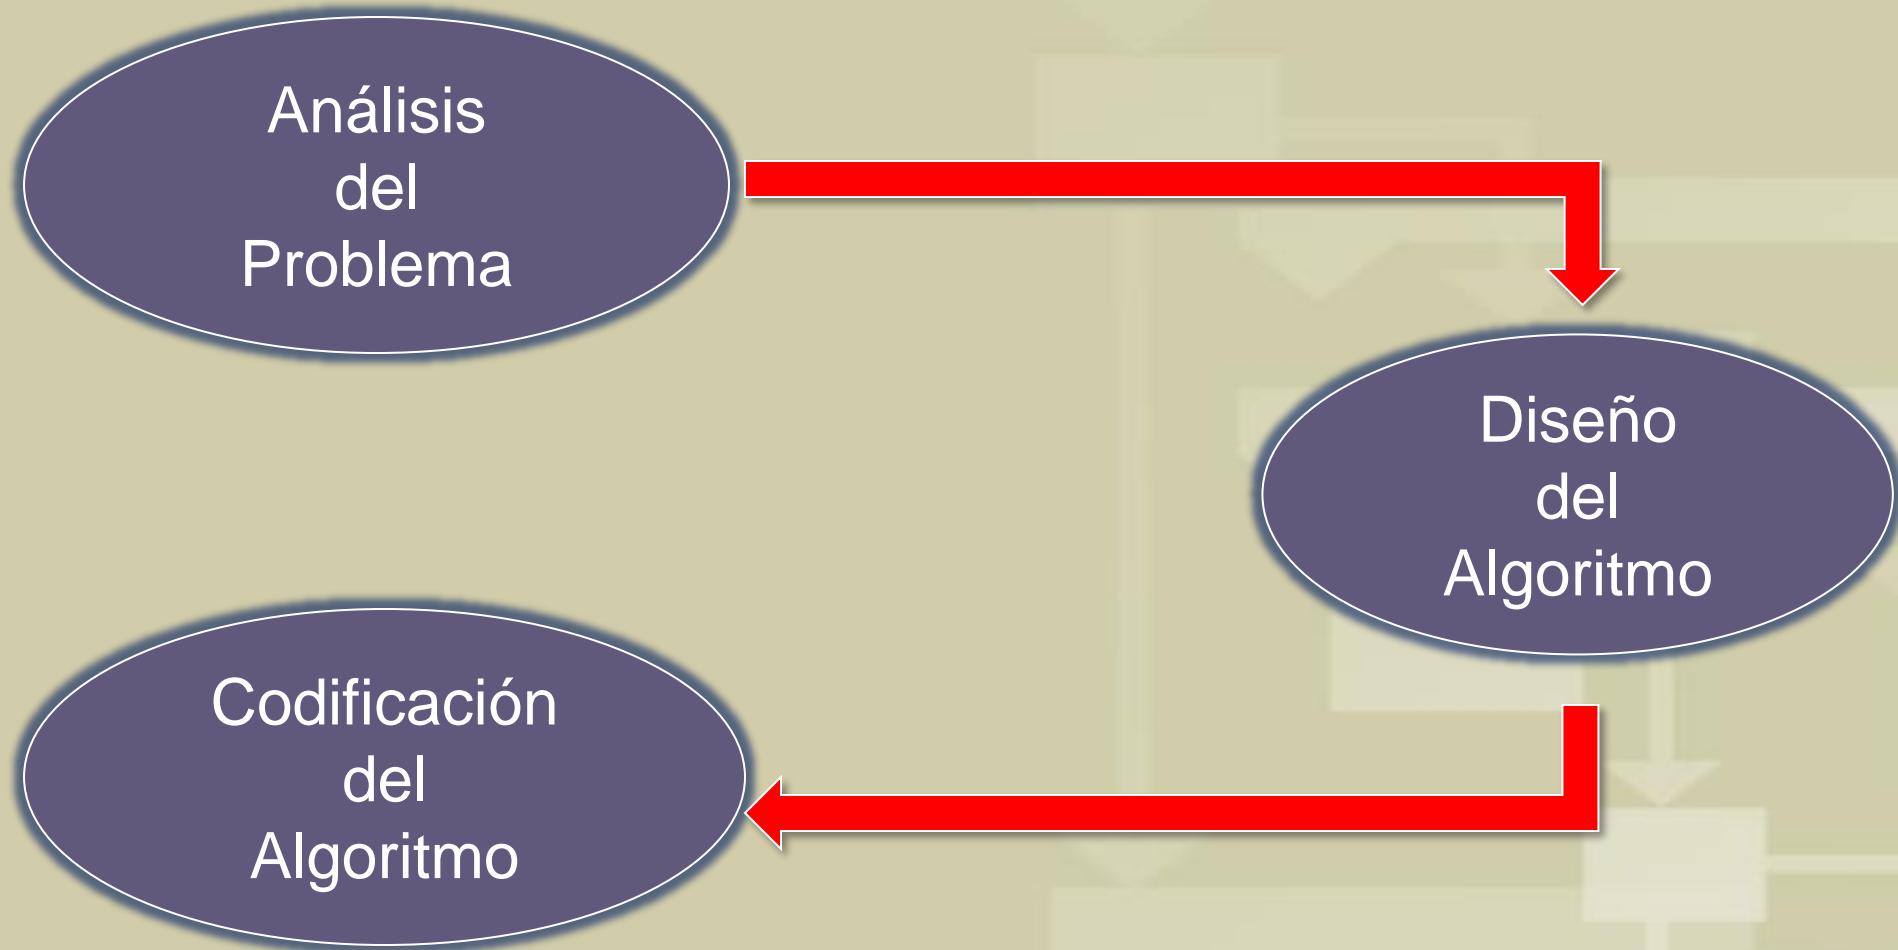 Análisis
del
Problema
Diseño
del
Algoritmo
Codificación
del
Algoritmo